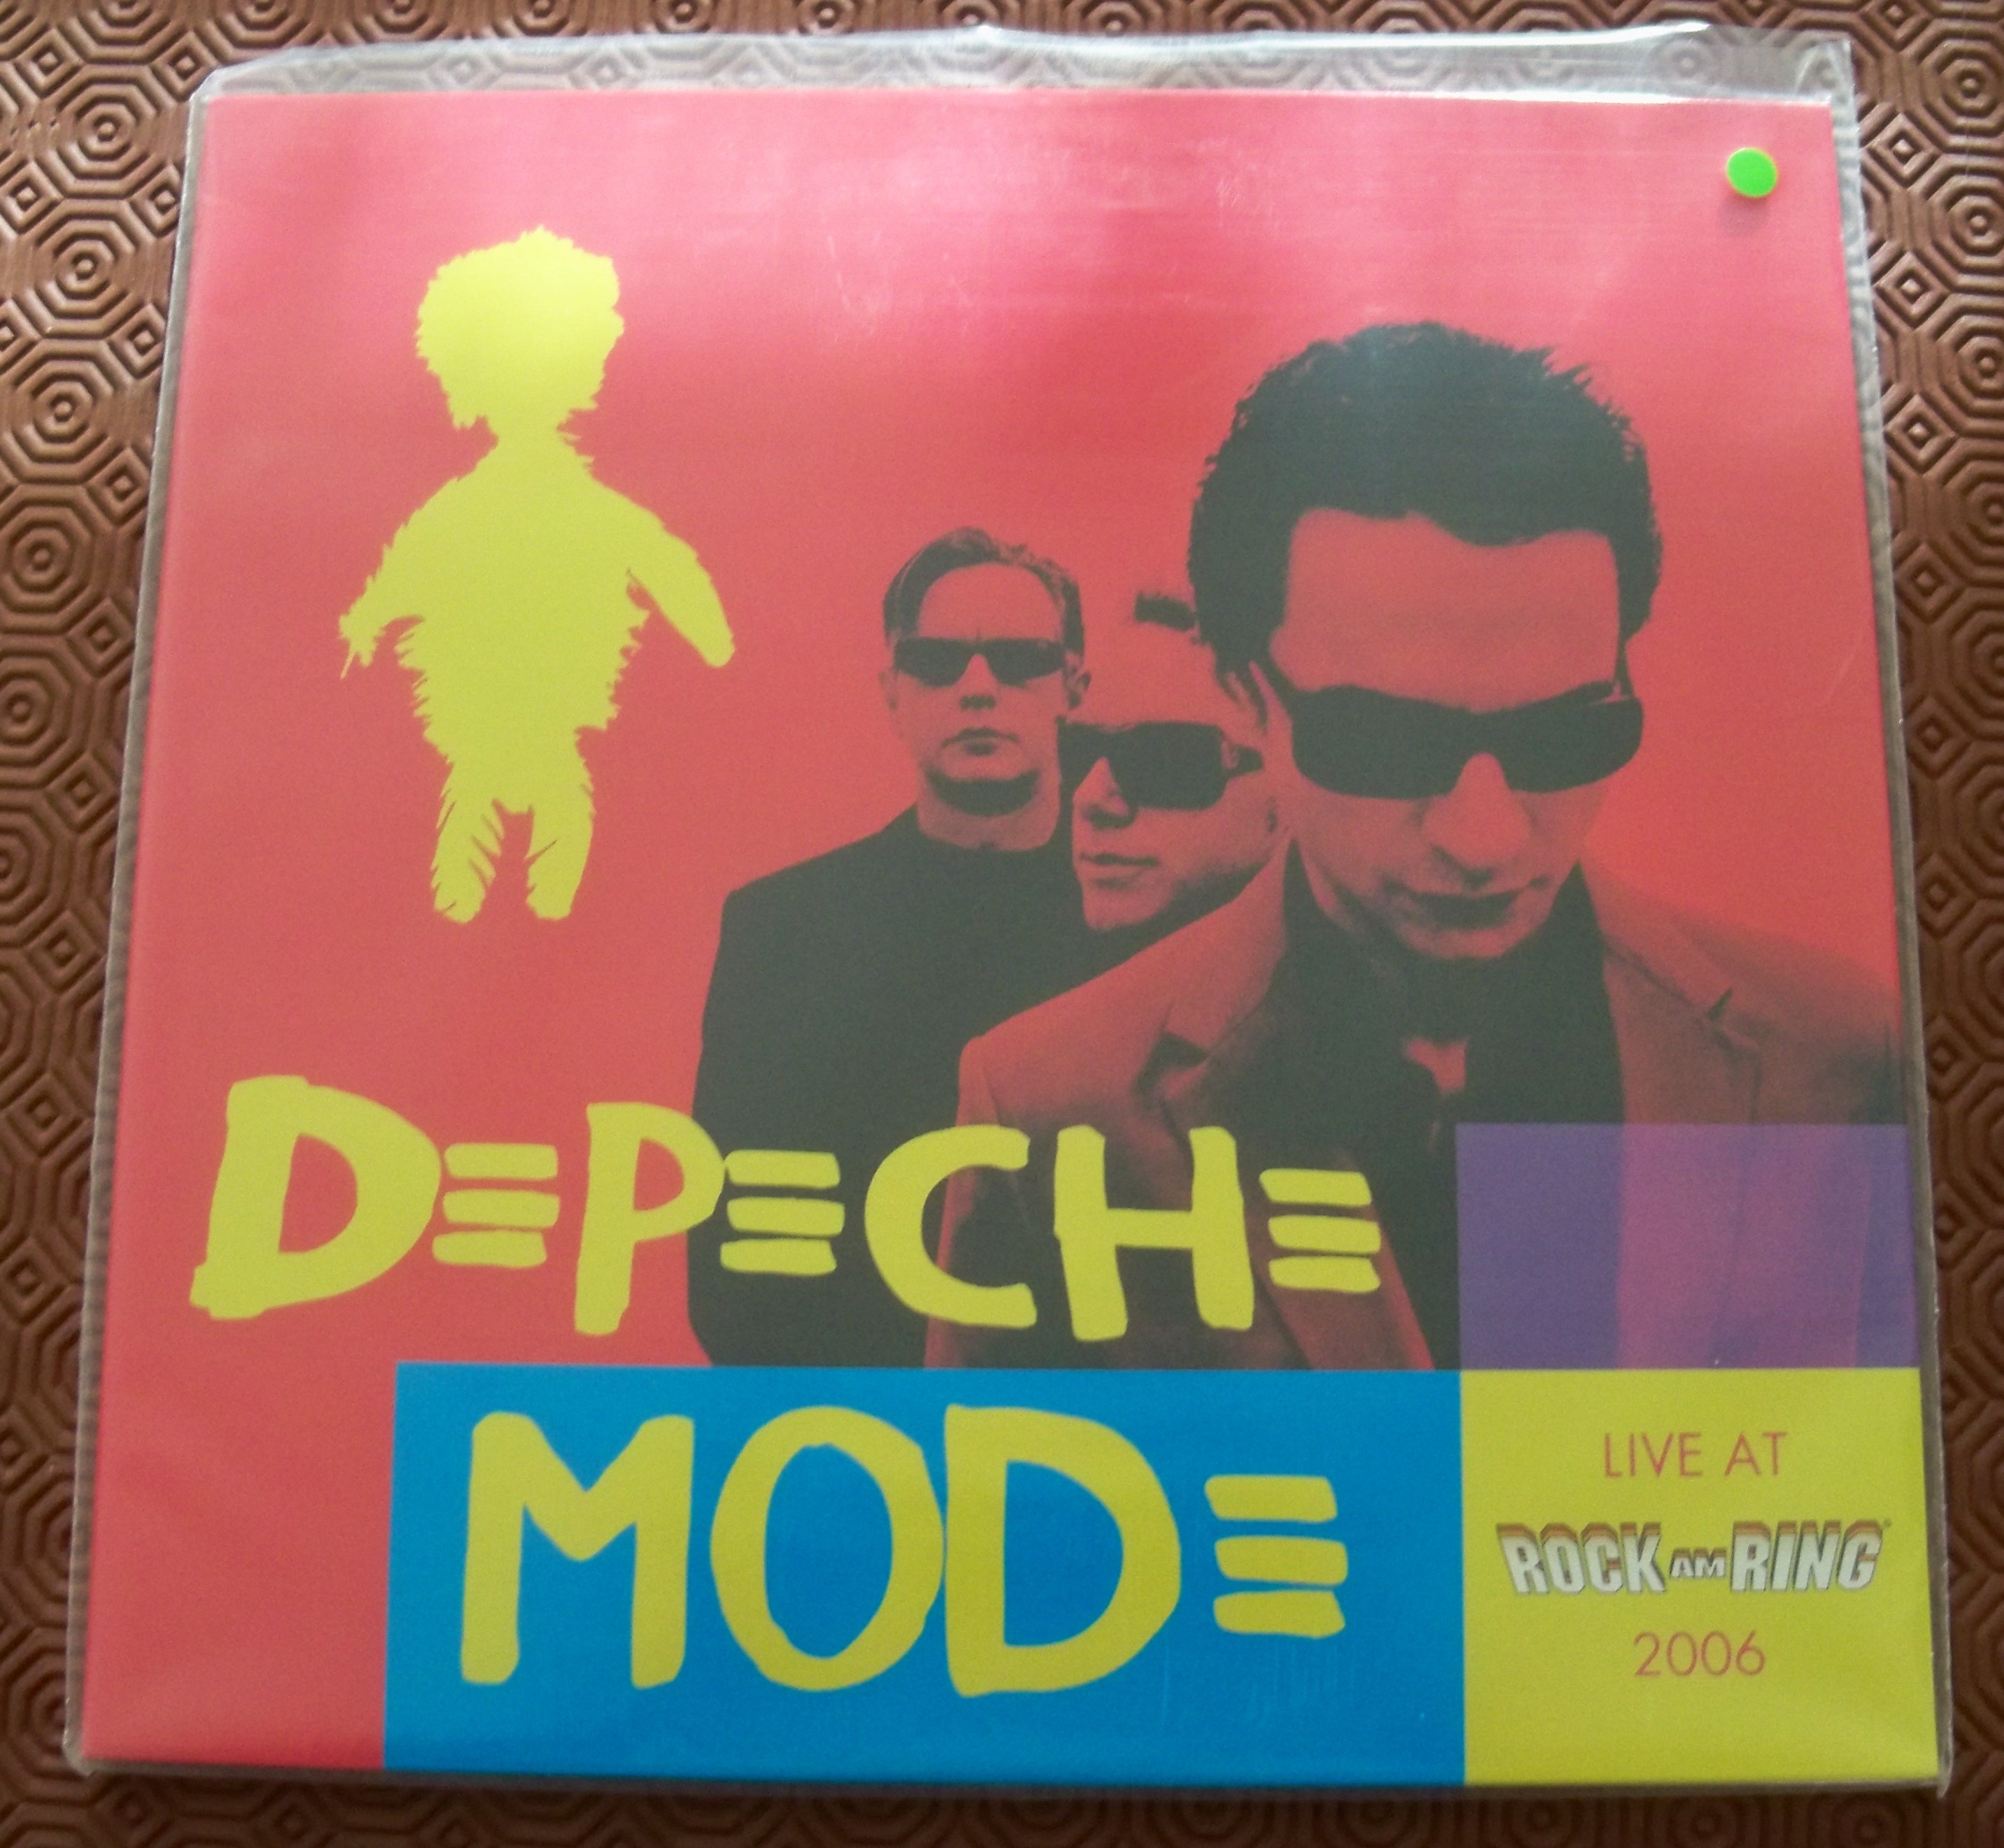 DEPECHE
MODE
LIVE AT
ROCK AM RING®
2006